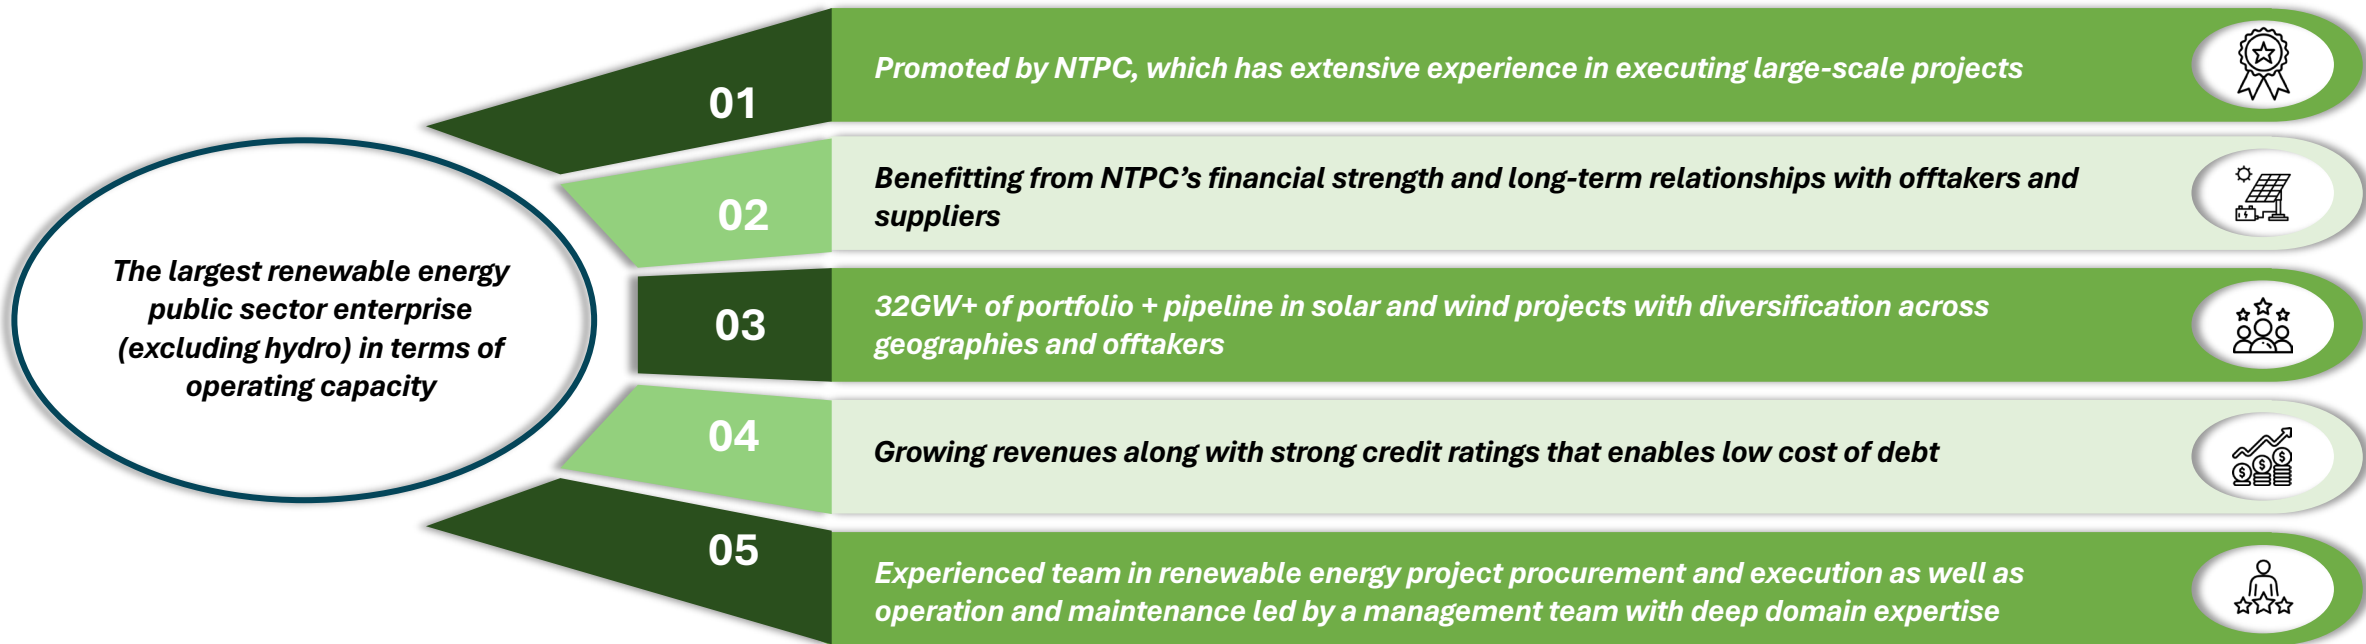 The largest renewable energy
public sector enterprise
(excluding hydro) in terms of
operating capacity
01
Promoted by NTPC, which has extensive experience in executing large-scale projects
02
Benefitting from NTPC’s financial strength and long-term relationships with offtakers and
suppliers
03
32GW+ of portfolio + pipeline in solar and wind projects with diversification across
geographies and offtakers
04
Growing revenues along with strong credit ratings that enables low cost of debt
05
Experienced team in renewable energy project procurement and execution as well as
operation and maintenance led by a management team with deep domain expertise